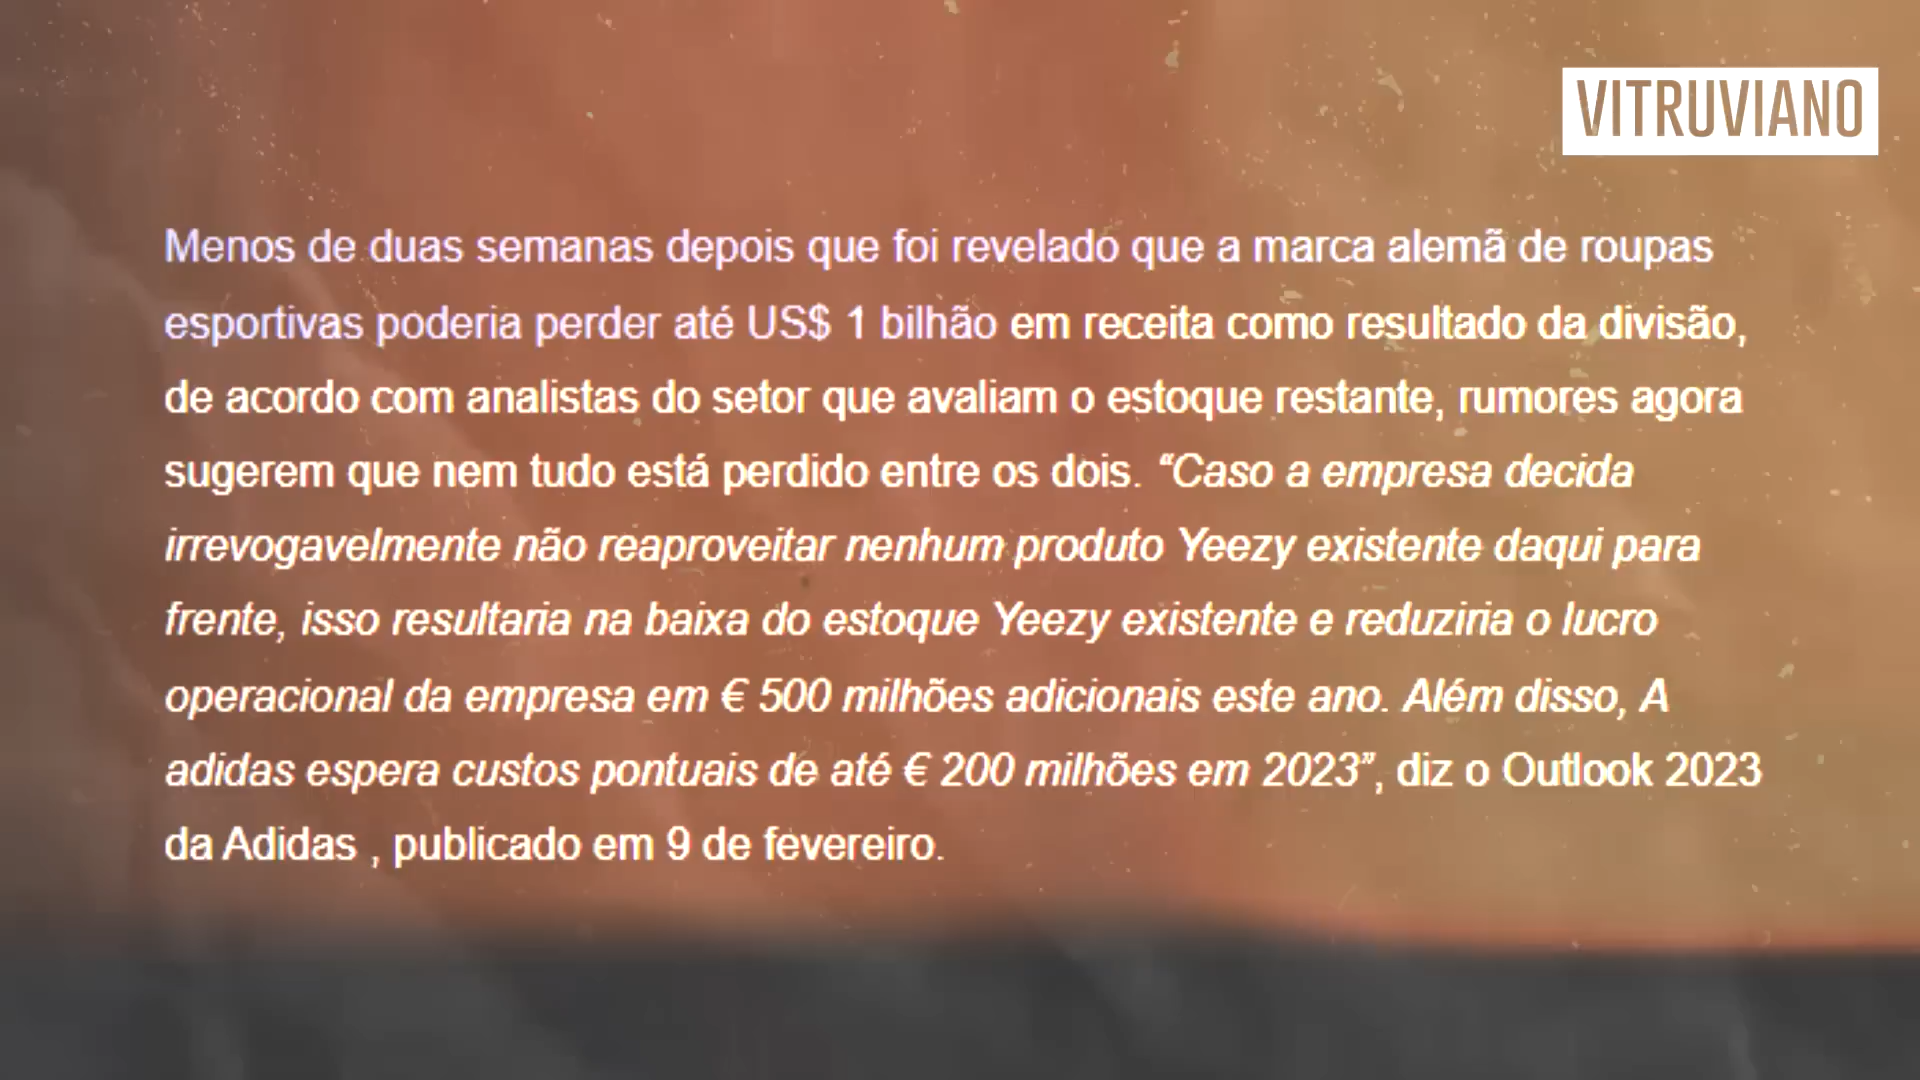 VITRUVIANO
Menos de duas semanas depois que foi revelado que a marca alemã de roupas
esportivas poderia perder até US$ 1 bilhão em receita como resultado da divisão,
de acordo com analistas do setor que avaliam o estoque restante, rumores agora
sugerem que nem tudo está perdido entre os dois. “Caso a empresa decida
irrevogavelmente não reaproveitar nenhum produto Yeezy existente daqui para
frente, isso resultaria na baixa do estoque Yeezy existente e reduziria o lucro
operacional da empresa em € 500 milhões adicionais este ano. Além disso, A
adidas espera custos pontuais de até € 200 milhões em 2023”, diz o Outlook 2023
da Adidas , publicado em 9 de fevereiro.